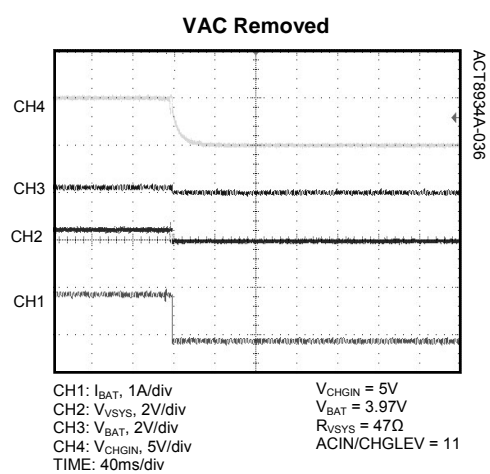 VAC Removed
CH4
CH3
CH2
CH1
ACT8934A-036
CH1: I_BAT, 1A/div
CH2: V_VSYS, 2V/div
CH3: V_BAT, 2V/div
CH4: V_CHGIN, 5V/div
TIME: 40ms/div
V_CHGIN = 5V
V_BAT = 3.97V
R_VSYS = 47Ω
ACIN/CHGLEV = 11